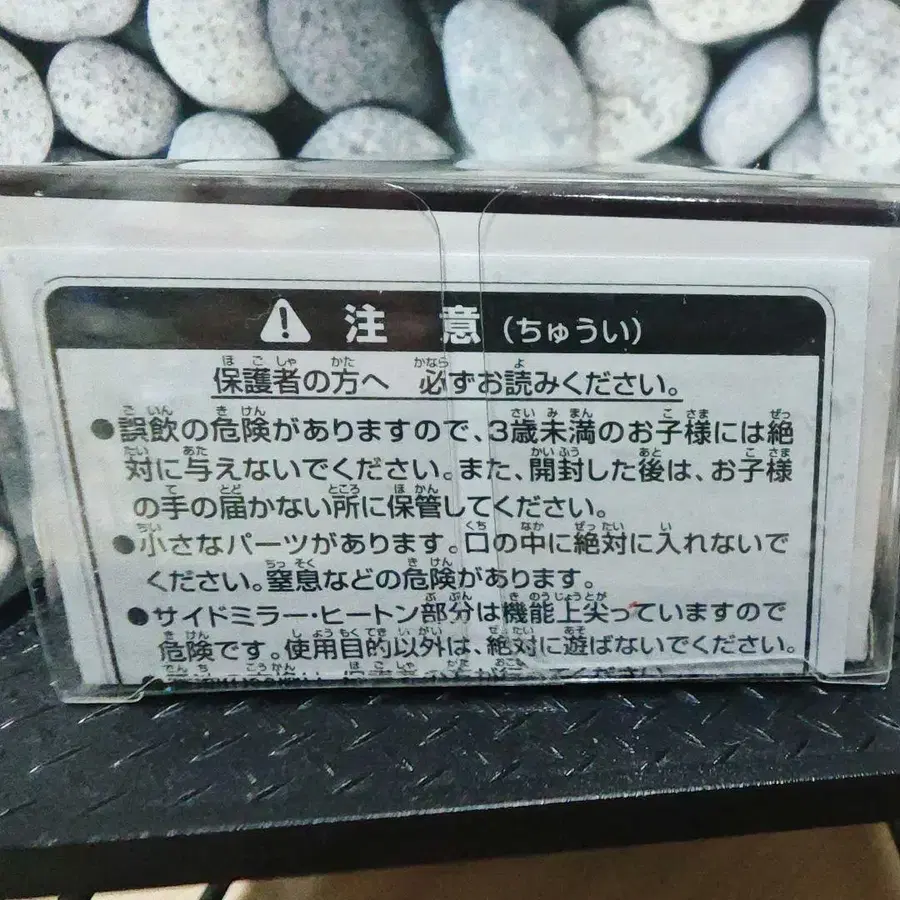 注 意(ちゅうい)
保護者の方へ 必ずお読みください。
●誤飲の危険がありますので、3歳未満のお子様には絶
対に与えないでください。また、開封した後は、お子様
の手の届かない所に保管してください。
●小さなパーツがあります。口の中に絶対に入れないで
ください。窒息などの危険があります。
●サイドミラー・ヒートン部分は機能上尖っていますので
危険です。使用目的以外は、絶対に遊ばないでください。